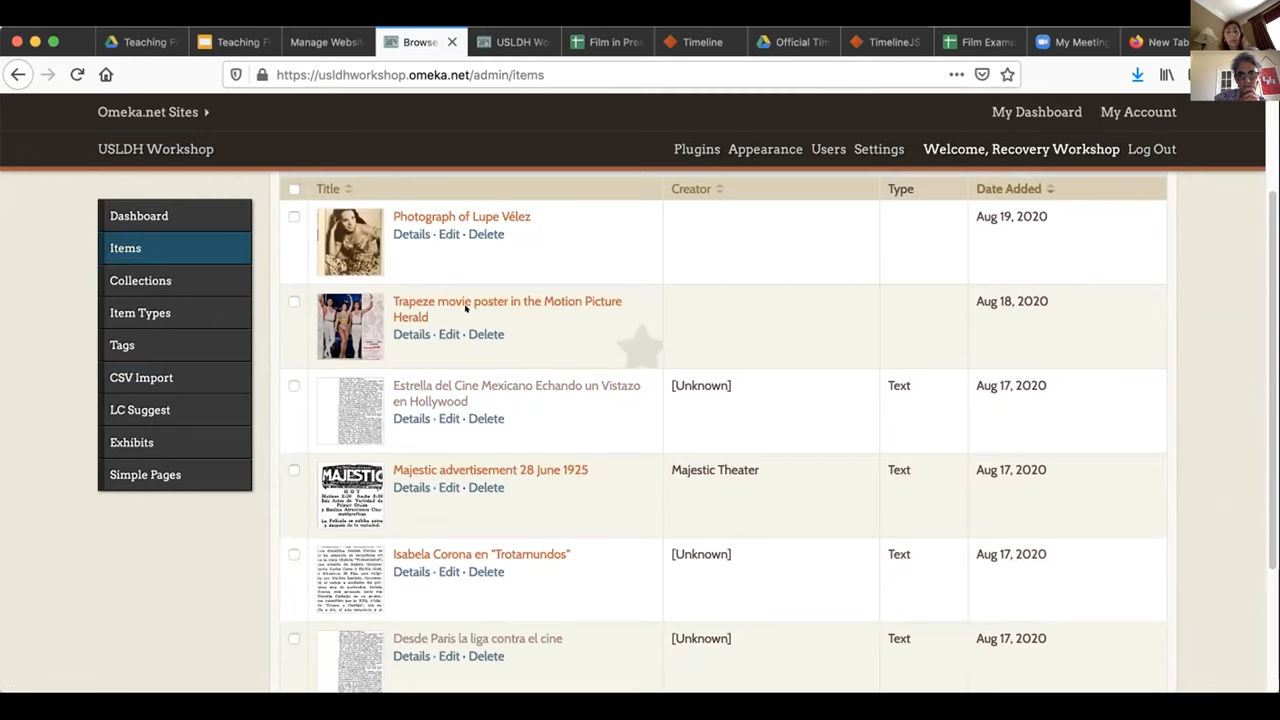 Teaching Fi
Teaching F
Manage Websi
Browse
USLDH Wo
Film in Pre
Timeline
Official Tim
TimelineJS
Film Exam
My Meeting
New Tab
https://usldhworkshop.omeka.net/admin/items
Omeka.net Sites
My Dashboard My Account
USLDH Workshop
Plugins Appearance Users Settings Welcome, Recovery Workshop Log Out
Dashboard
Items
Collections
Item Types
Tags
CSV Import
LC Suggest
Exhibits
Simple Pages
Title Creator Type Date Added
Photograph of Lupe Vélez Aug 19, 2020
Details · Edit · Delete
Trapeze movie poster in the Motion Picture Aug 18, 2020
Herald
Details · Edit · Delete
Estrella del Cine Mexicano Echando un Vistazo [Unknown] Text Aug 17, 2020
en Hollywood
Details · Edit · Delete
Majestic advertisement 28 June 1925 Majestic Theater Text Aug 17, 2020
Details · Edit · Delete
MAJESTIC
HOY
Isabela Corona en "Trotamundos" [Unknown] Text Aug 17, 2020
Details · Edit · Delete
Desde Paris la liga contra el cine [Unknown] Text Aug 17, 2020
Details · Edit · Delete